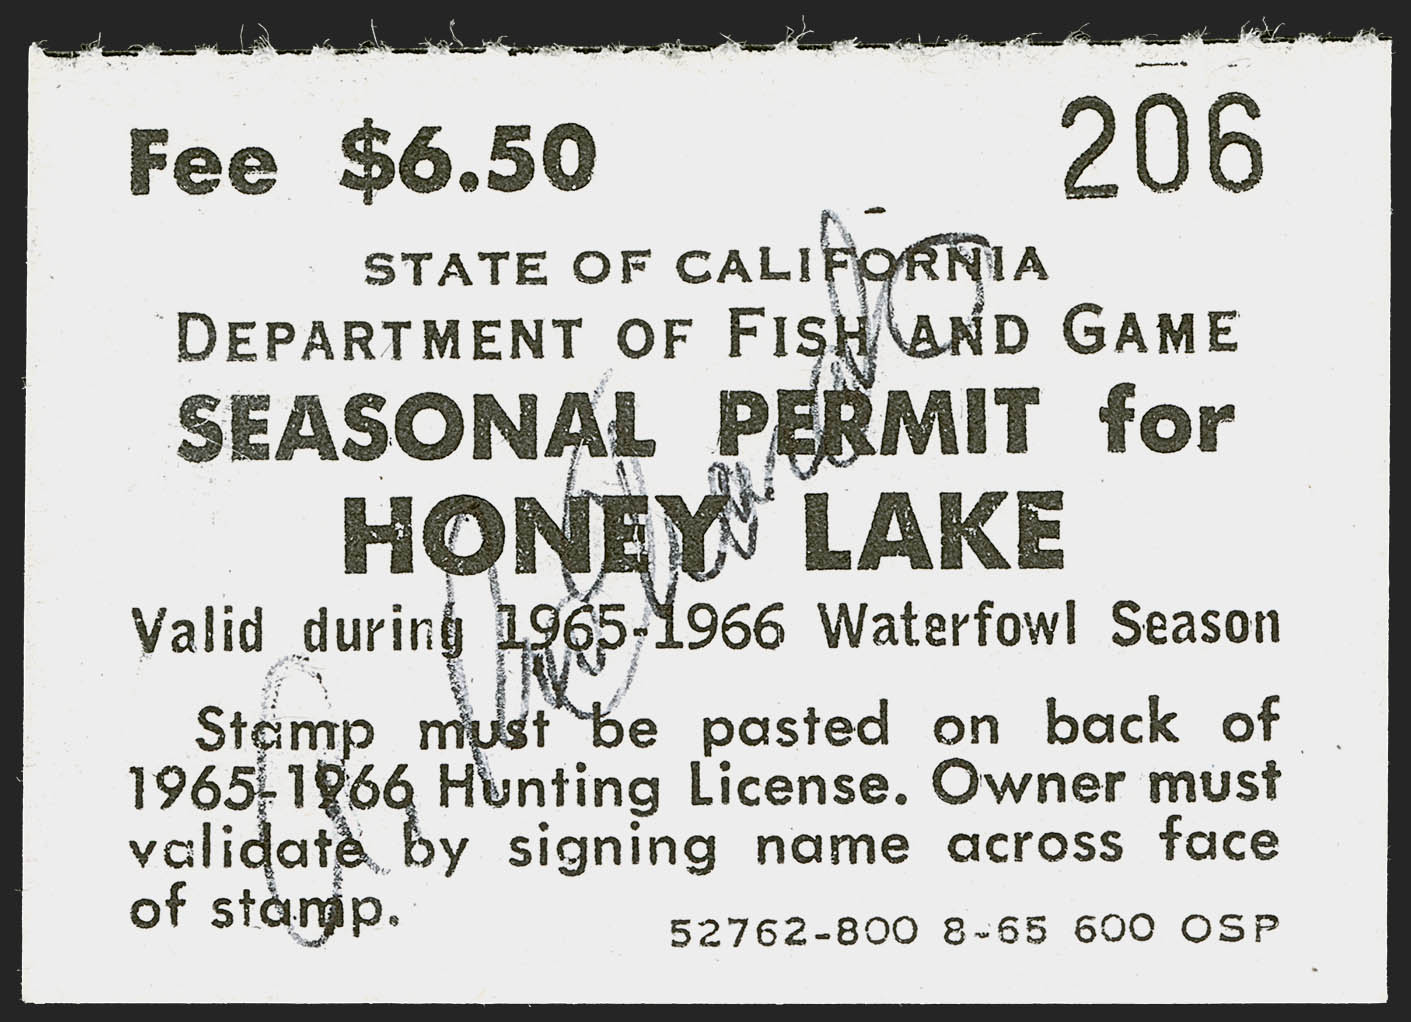 Fee $6.50 206
STATE OF CALIFORNIA
DEPARTMENT OF FISH AND GAME
SEASONAL PERMIT for
HONEY LAKE
Valid during 1965-1966 Waterfowl Season
Stamp must be pasted on back of
1965-1966 Hunting License. Owner must
validate by signing name across face
of stamp.
52762-800 8-65 600 OSP